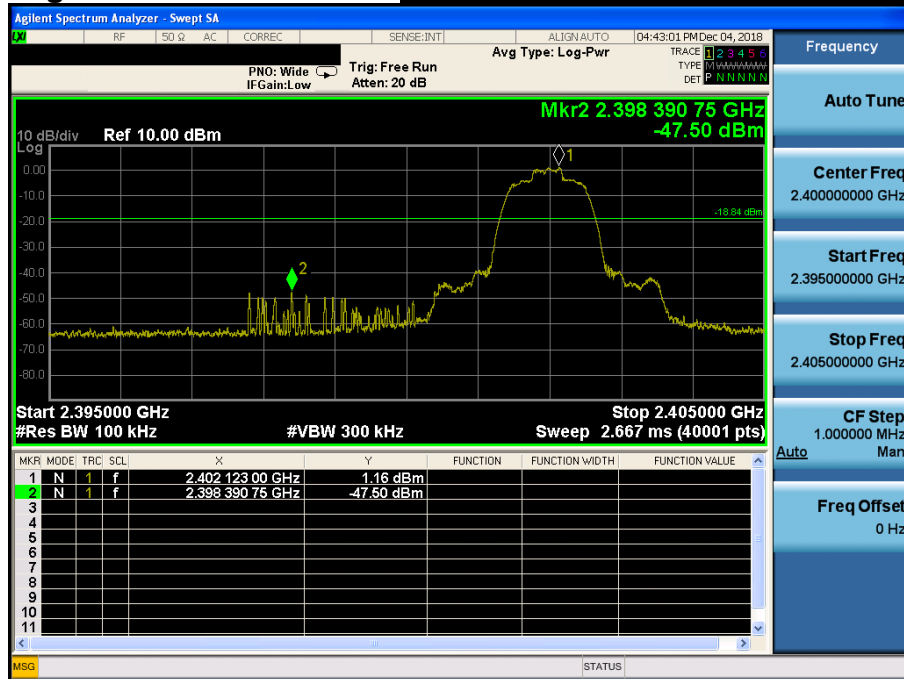 Agilent Spectrum Analyzer - Swept SA
LXI RF 50 Ω AC CORREC SENSE:INT ALIGN AUTO 04:43:01 PM Dec 04, 2018
Avg Type: Log-Pwr TRACE 1 2 3 4 5 6
PNO: Wide Trig: Free Run TYPE M WWWWW
IFGain:Low Atten: 20 dB DET P N N N N N
Mkr2 2.398 390 75 GHz
10 dB/div Ref 10.00 dBm -47.50 dBm
Log
1
0.00
-10.0
-18.84 dBm
-20.0
-30.0
2
-40.0
-50.0
-60.0
-70.0
-80.0
Start 2.395000 GHz Stop 2.405000 GHz
#Res BW 100 kHz #VBW 300 kHz Sweep 2.667 ms (40001 pts)
MKR MODE TRC SCL X Y FUNCTION FUNCTION WIDTH FUNCTION VALUE
1 N 1 f 2.402 123 00 GHz 1.16 dBm
2 N 1 f 2.398 390 75 GHz -47.50 dBm
3
4
5
6
7
8
9
10
11
MSG STATUS
Frequency
Auto Tune
Center Freq
2.400000000 GHz
Start Freq
2.395000000 GHz
Stop Freq
2.405000000 GHz
CF Step
1.000000 MHz
Auto Man
Freq Offset
0 Hz